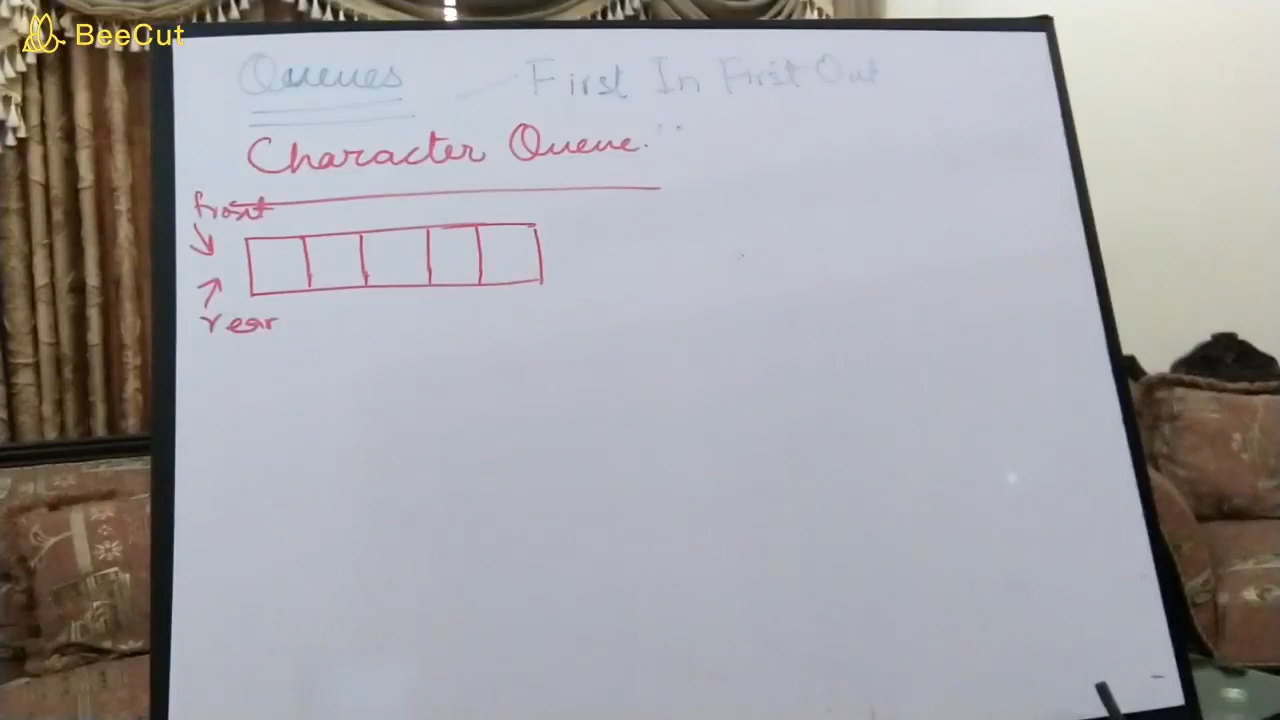 BeeCut
Queues - First In First Out
Character Queue.
front
rear